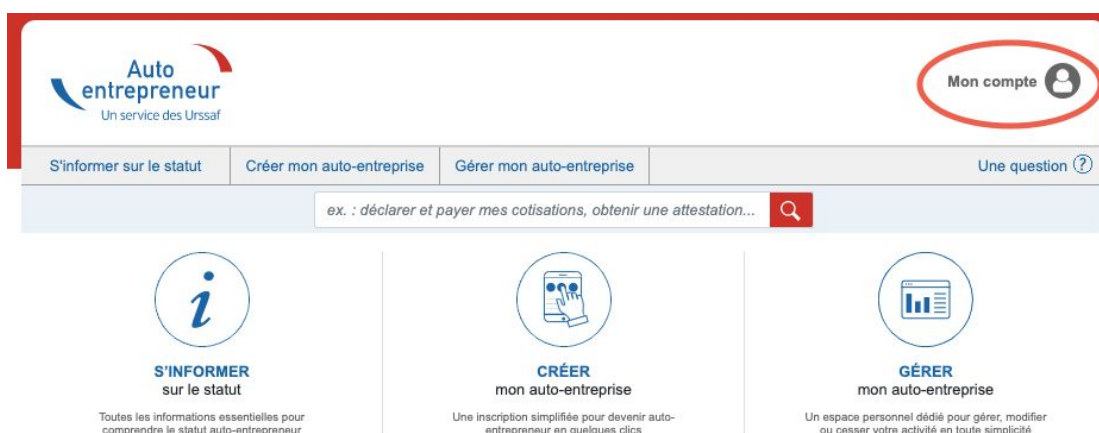 Auto
entrepreneur
Un service des Urssaf
Mon compte
S'informer sur le statut
Créer mon auto-entreprise
Gérer mon auto-entreprise
Une question ?
ex. : déclarer et payer mes cotisations, obtenir une attestation...
i
S'INFORMER
sur le statut
Toutes les informations essentielles pour
comprendre le statut auto-entrepreneur
CRÉER
mon auto-entreprise
Une inscription simplifiée pour devenir auto-
entrepreneur en quelques clics
GÉRER
mon auto-entreprise
Un espace personnel dédié pour gérer, modifier
ou cesser votre activité en toute simplicité